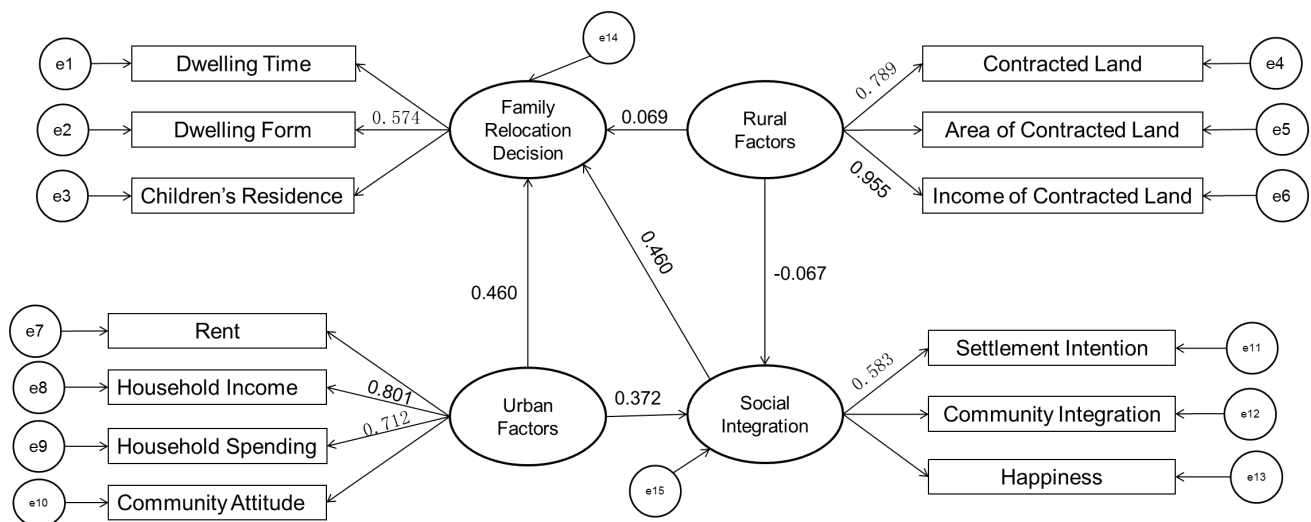 e14
e1
Dwelling Time
Contracted Land
e4
0.789
Family
Relocation
Decision
Rural
Factors
e2
Dwelling Form
0.574
0.069
Area of Contracted Land
e5
e3
Children's Residence
0.955
Income of Contracted Land
e6
0.460
0.460
-0.067
e7
Rent
e8
Household Income
0.801
e9
Household Spending
0.712
e10
Community Attitude
Urban
Factors
0.372
Social
Integration
e15
0.583
Settlement Intention
e11
Community Integration
e12
Happiness
e13